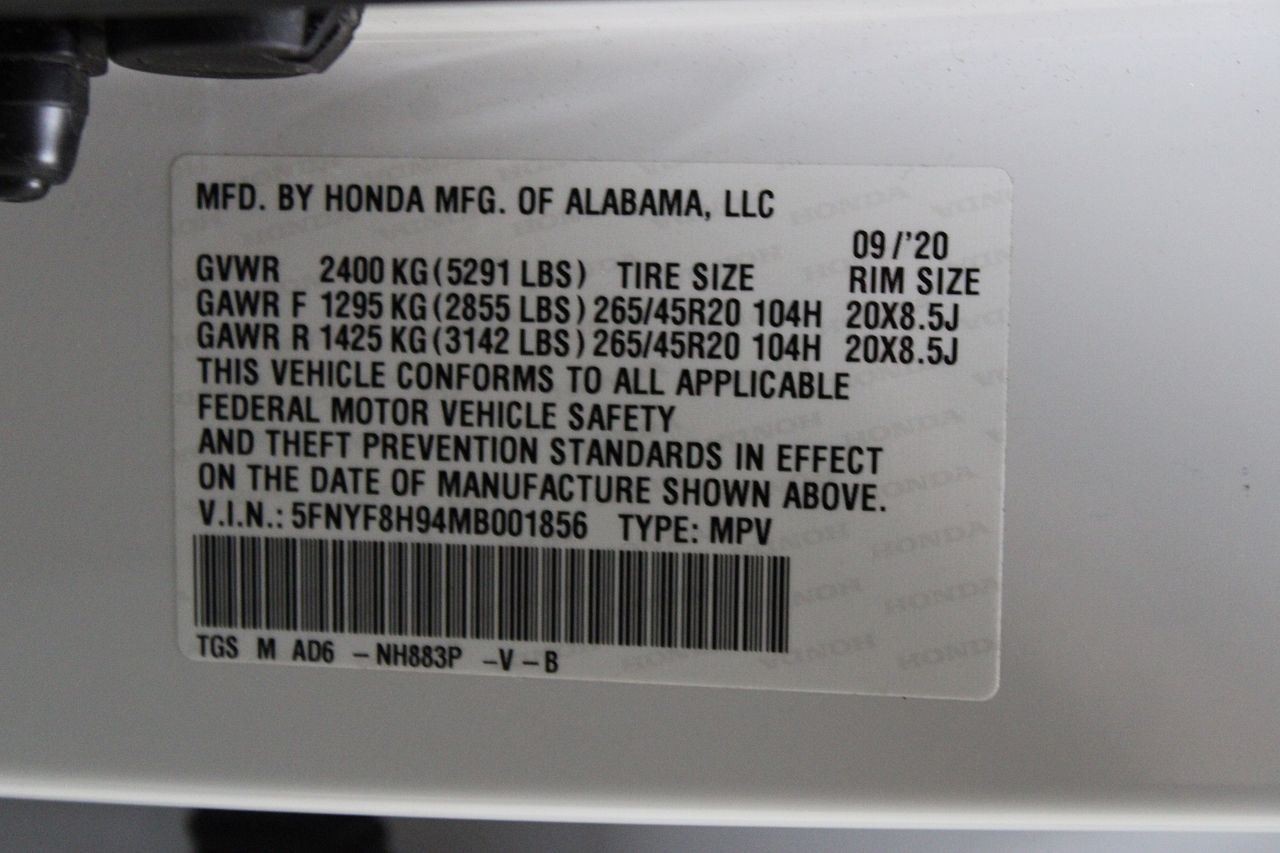 MFD. BY HONDA MFG. OF ALABAMA, LLC
09/'20
GVWR 2400 KG (5291 LBS) TIRE SIZE RIM SIZE
GAWR F 1295 KG (2855 LBS) 265/45R20 104H 20X8.5J
GAWR R 1425 KG (3142 LBS) 265/45R20 104H 20X8.5J
THIS VEHICLE CONFORMS TO ALL APPLICABLE
FEDERAL MOTOR VEHICLE SAFETY
AND THEFT PREVENTION STANDARDS IN EFFECT
ON THE DATE OF MANUFACTURE SHOWN ABOVE.
V.I.N.: 5FNYF8H94MB001856 TYPE: MPV
TGS M AD6 -NH883P -V-B